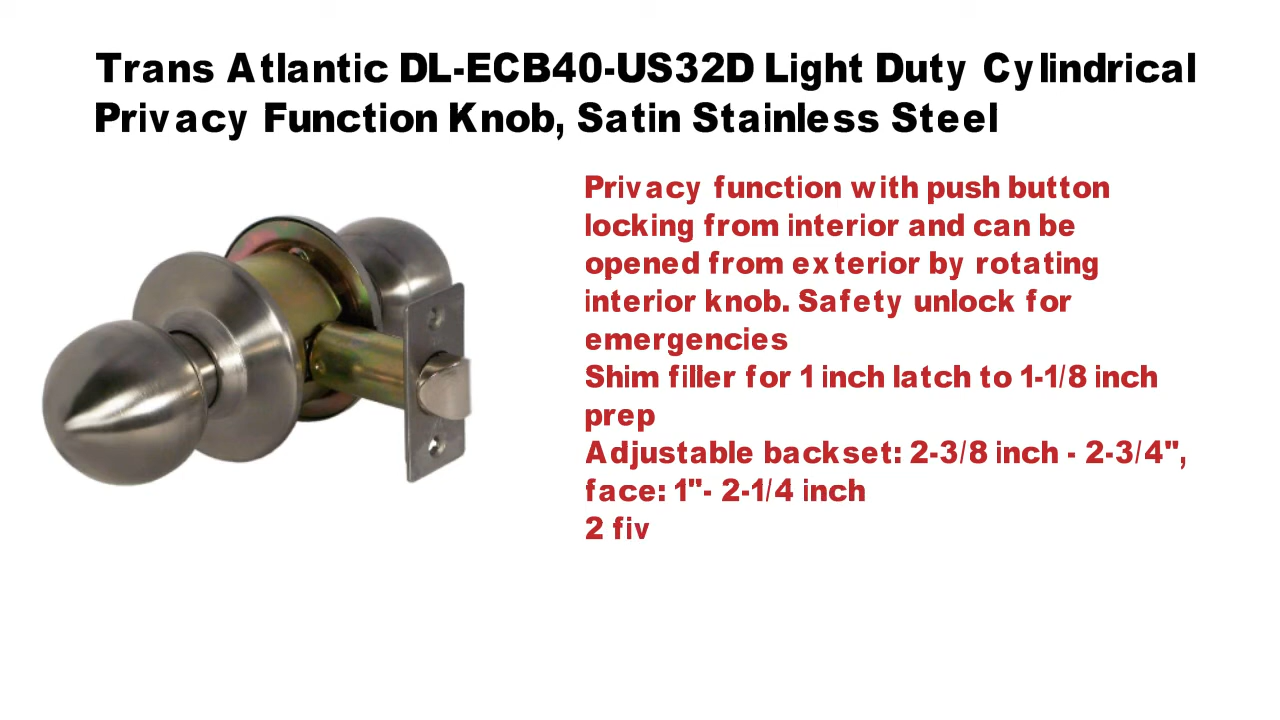 Trans Atlantic DL-ECB40-US32D Light Duty Cylindrical
Privacy Function Knob, Satin Stainless Steel
Privacy function with push button
locking from interior and can be
opened from exterior by rotating
interior knob. Safety unlock for
emergencies
Shim filler for 1 inch latch to 1-1/8 inch
prep
Adjustable backset: 2-3/8 inch - 2-3/4",
face: 1"- 2-1/4 inch
2 fiv